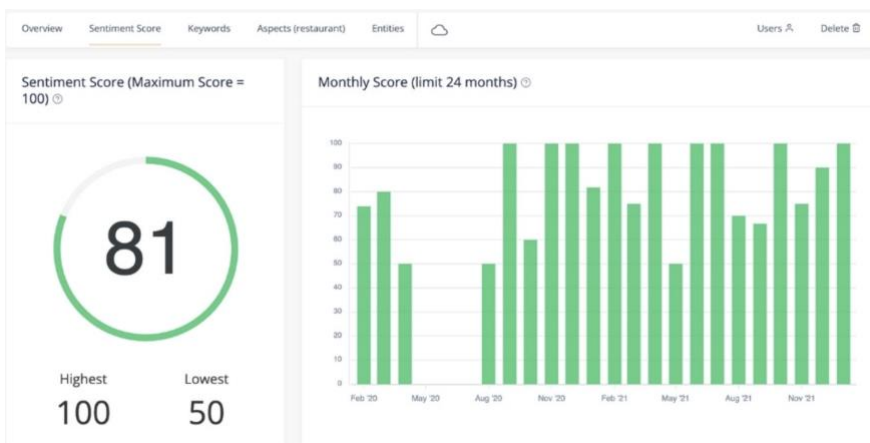 Overview Sentiment Score Keywords Aspects (restaurant) Entities Users Delete
Sentiment Score (Maximum Score =
100)
81
Highest Lowest
100 50
Monthly Score (limit 24 months)
100
90
80
70
60
50
40
30
20
10
0
Feb '20 May '20 Aug '20 Nov '20 Feb '21 May '21 Aug '21 Nov '21